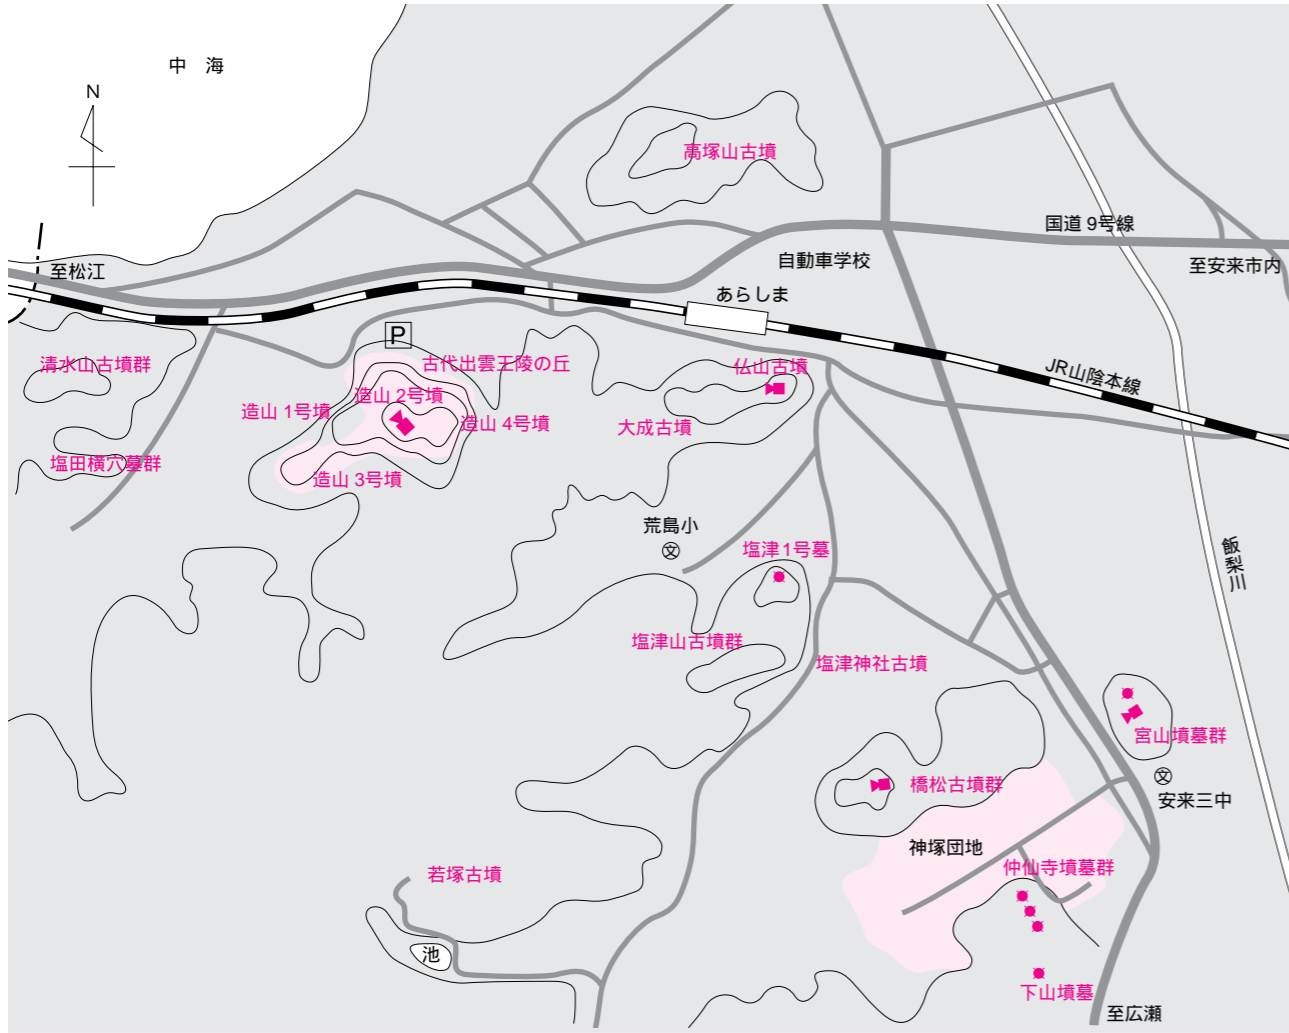 中 海
N
高塚山古墳
国道 9号線
自動車学校
至松江
至安来市内
あらしま
P
清水山古墳群
古代出雲王陵の丘
仏山古墳
JR山陰本線
造山 2号墳
造山 1号墳
造山 4号墳
大成古墳
塩田横穴墓群
造山 3号墳
荒島小
文
塩津 1号墓
飯梨川
塩津山古墳群
塩津神社古墳
宮山墳墓群
文
安来三中
橋松古墳群
神塚団地
仲仙寺墳墓群
若塚古墳
池
下山墳墓
至広瀬